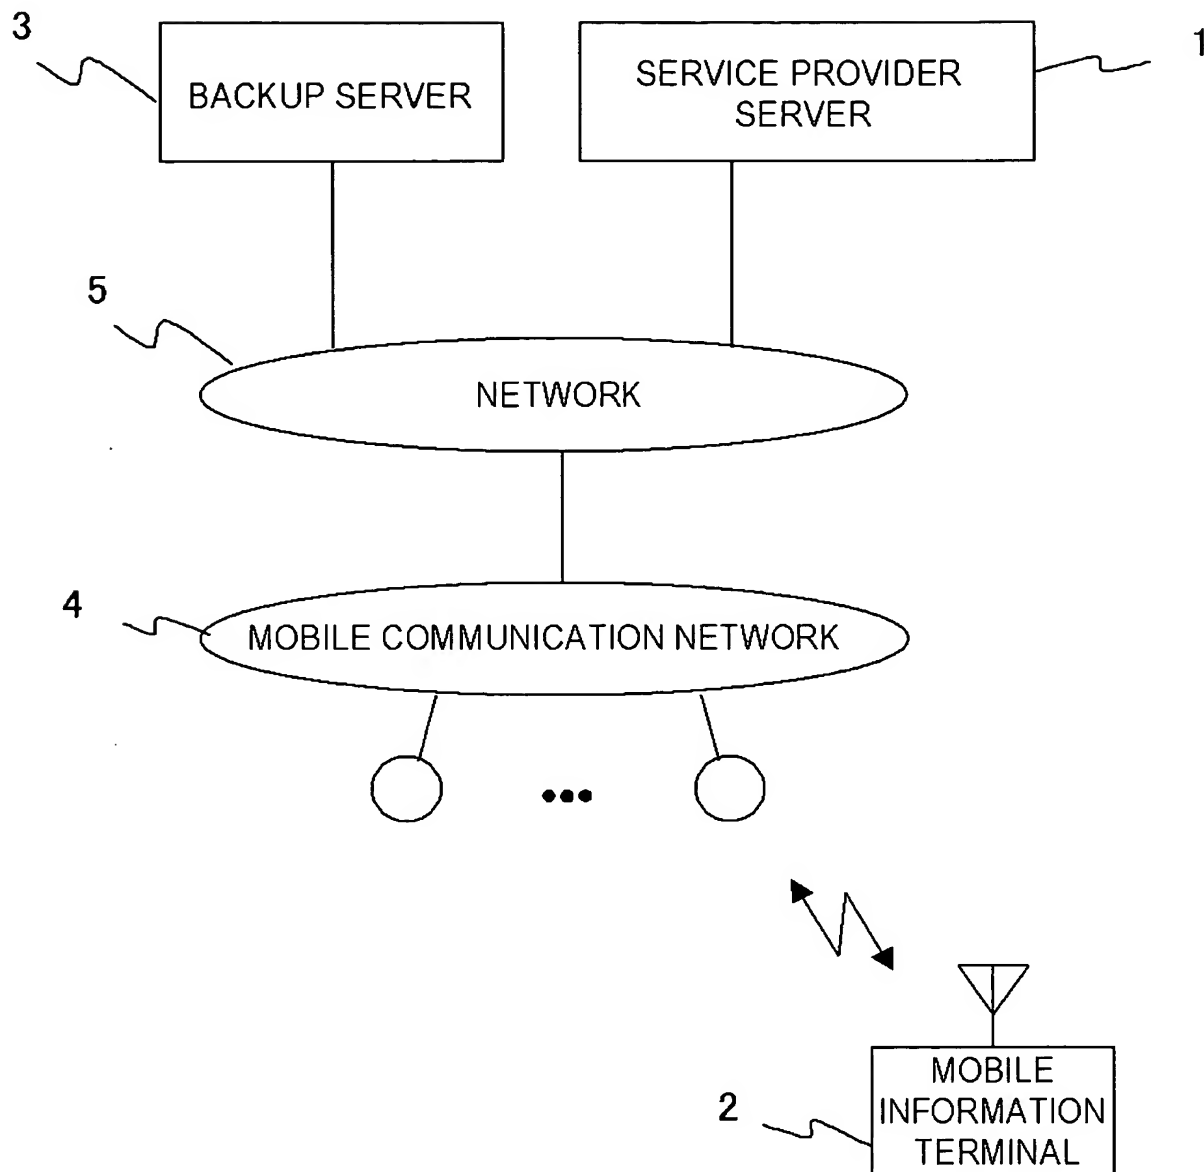 3
BACKUP SERVER
SERVICE PROVIDER
SERVER
1
5
NETWORK
4
MOBILE COMMUNICATION NETWORK
MOBILE
INFORMATION
TERMINAL
2